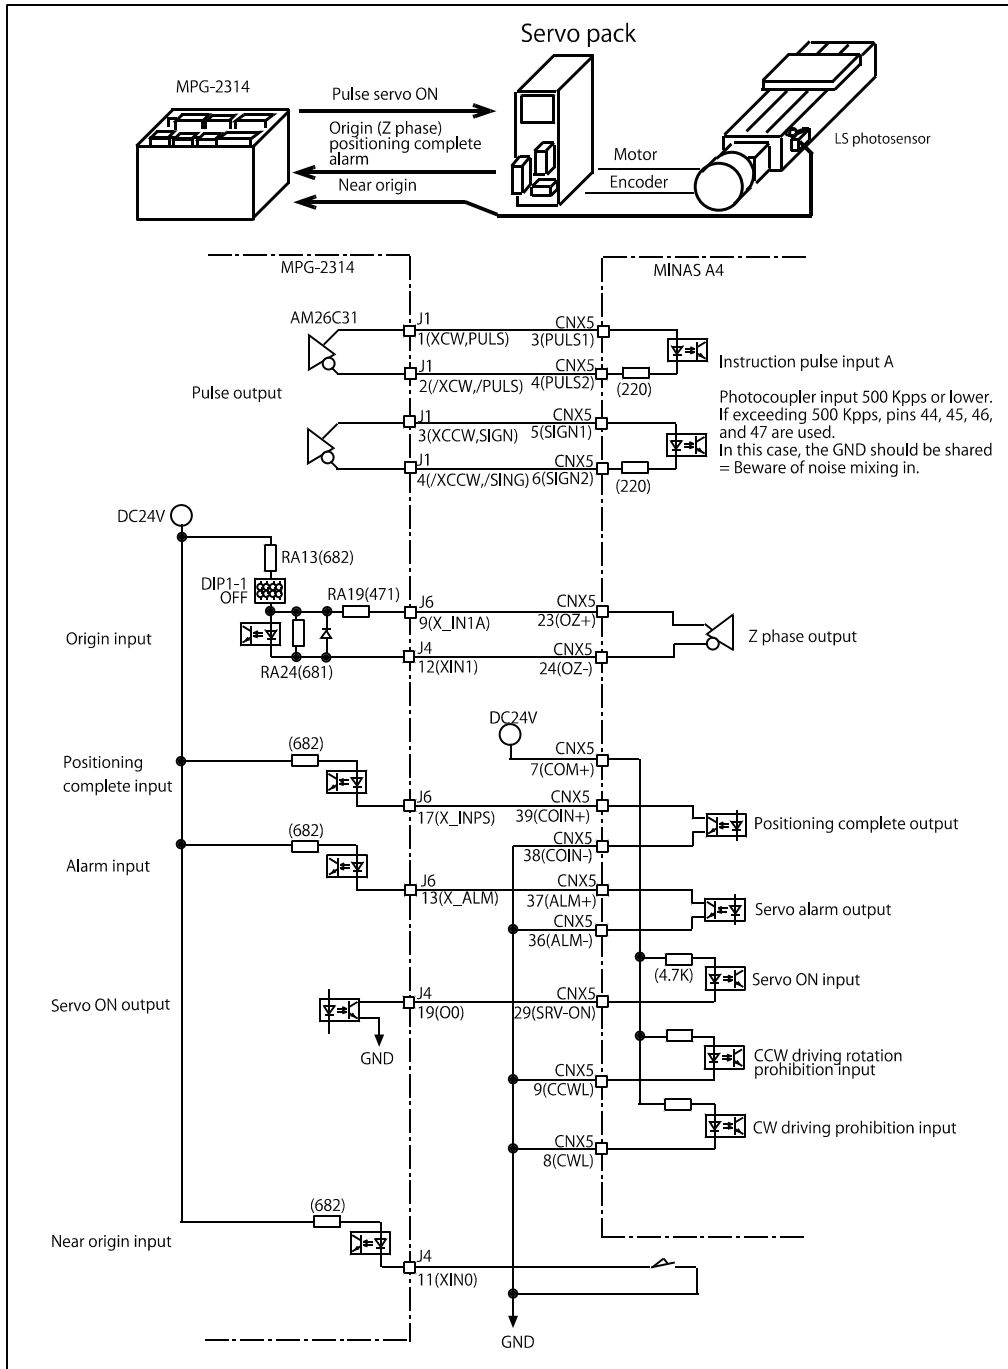 Servo pack
MPG-2314
Pulse servo ON
Origin (Z phase)
positioning complete
alarm
Near origin
Motor
Encoder
LS photosensor
MPG-2314
MINAS A4
AM26C31
J1
1(XCW,PULS)
CNX5
3(PULS1)
J1
2(/XCW,/PULS)
CNX5
4(PULS2)
(220)
Instruction pulse input A
Pulse output
Photocoupler input 500 Kpps or lower.
If exceeding 500 Kpps, pins 44, 45, 46,
and 47 are used.
In this case, the GND should be shared
= Beware of noise mixing in.
J1
3(XCCW,SIGN)
CNX5
5(SIGN1)
J1
4(/XCCW,/SING)
CNX5
6(SIGN2)
(220)
DC24V
RA13(682)
DIP1-1
OFF
RA19(471)
J6
9(X_IN1A)
CNX5
23(OZ+)
Origin input
Z phase output
RA24(681)
J4
12(XIN1)
CNX5
24(OZ-)
DC24V
CNX5
7(COM+)
(682)
Positioning
complete input
J6
17(X_INPS)
CNX5
39(COIN+)
Positioning complete output
(682)
CNX5
38(COIN-)
Alarm input
J6
13(X_ALM)
CNX5
37(ALM+)
Servo alarm output
CNX5
36(ALM-)
(4.7K)
Servo ON input
Servo ON output
J4
19(O0)
CNX5
29(SRV-ON)
GND
CCW driving rotation
prohibition input
CNX5
9(CCWL)
CW driving prohibition input
CNX5
8(CWL)
(682)
Near origin input
J4
11(XIN0)
GND